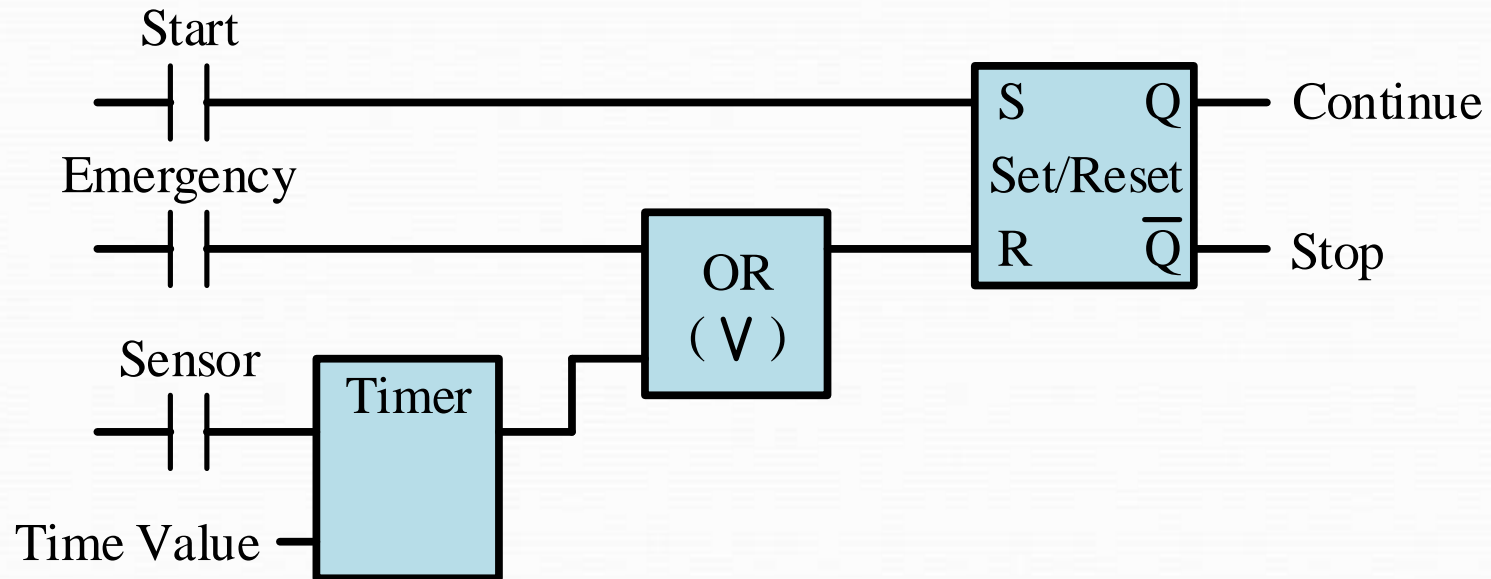 Start
S Q Continue
Emergency
Set/Reset
R Q̅ Stop
OR
( V )
Sensor
Timer
Time Value